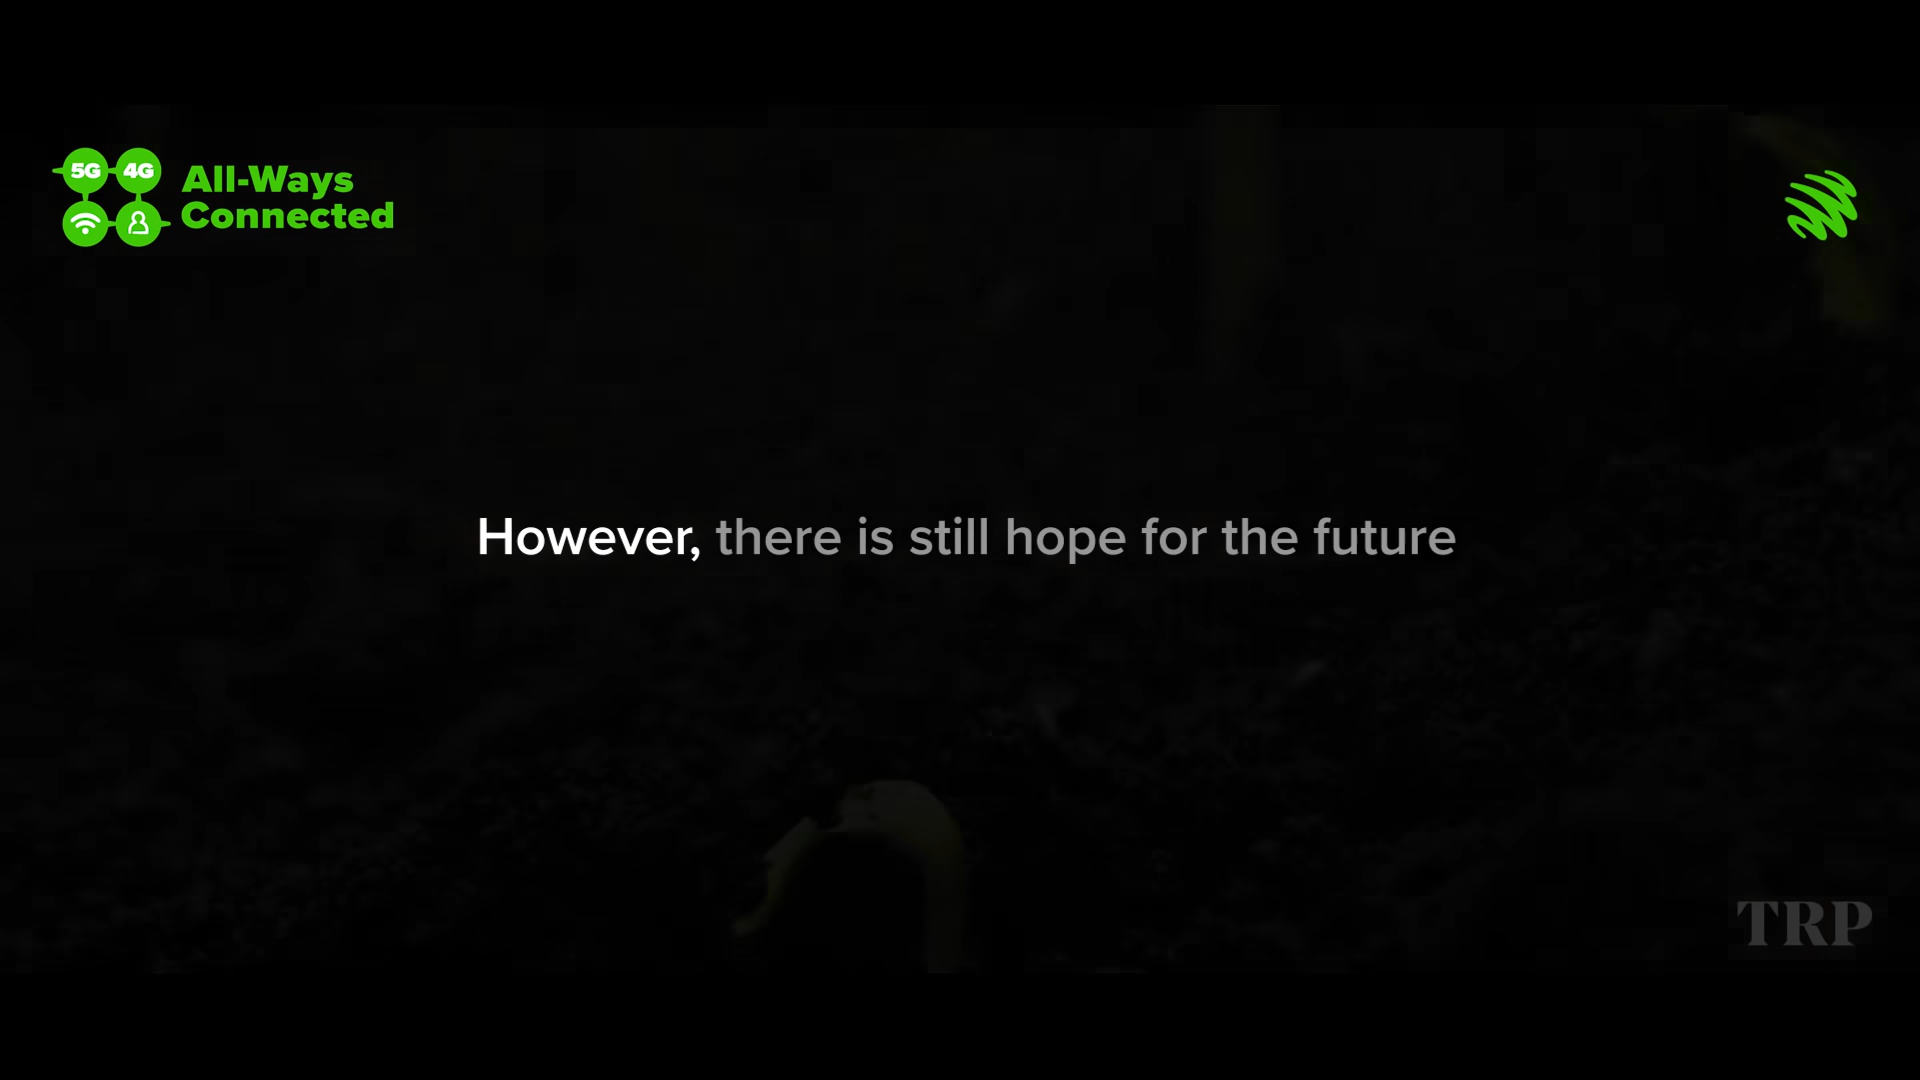 5G 4G
All-Ways
Connected
However, there is still hope for the future
TRP